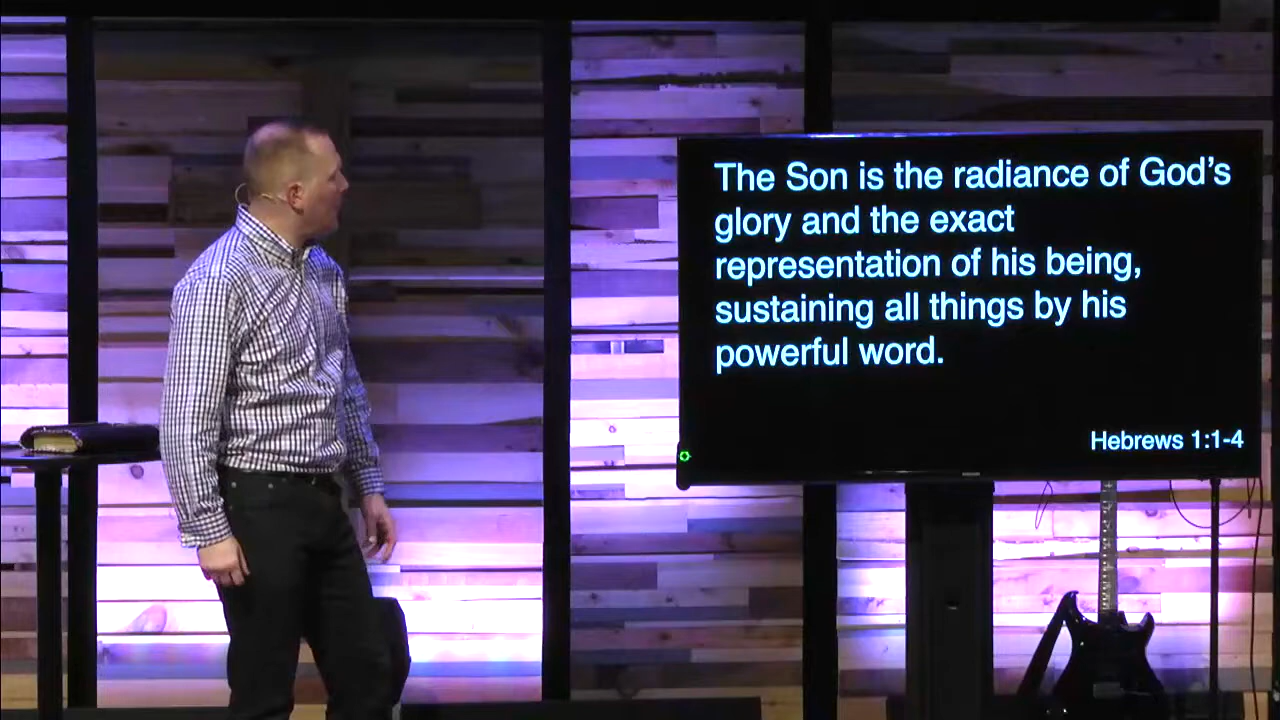 The Son is the radiance of God’s
glory and the exact
representation of his being,
sustaining all things by his
powerful word.
Hebrews 1:1-4